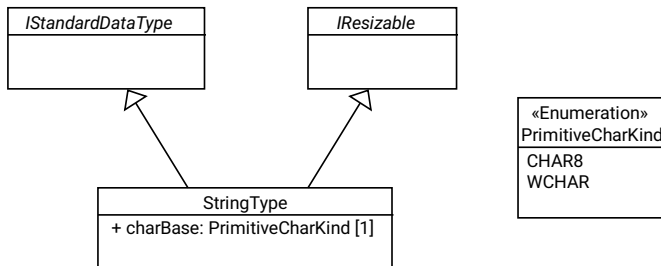 IStandardDataType
IResizable
«Enumeration»
PrimitiveCharKind
CHAR8
WCHAR
StringType
+ charBase: PrimitiveCharKind [1]